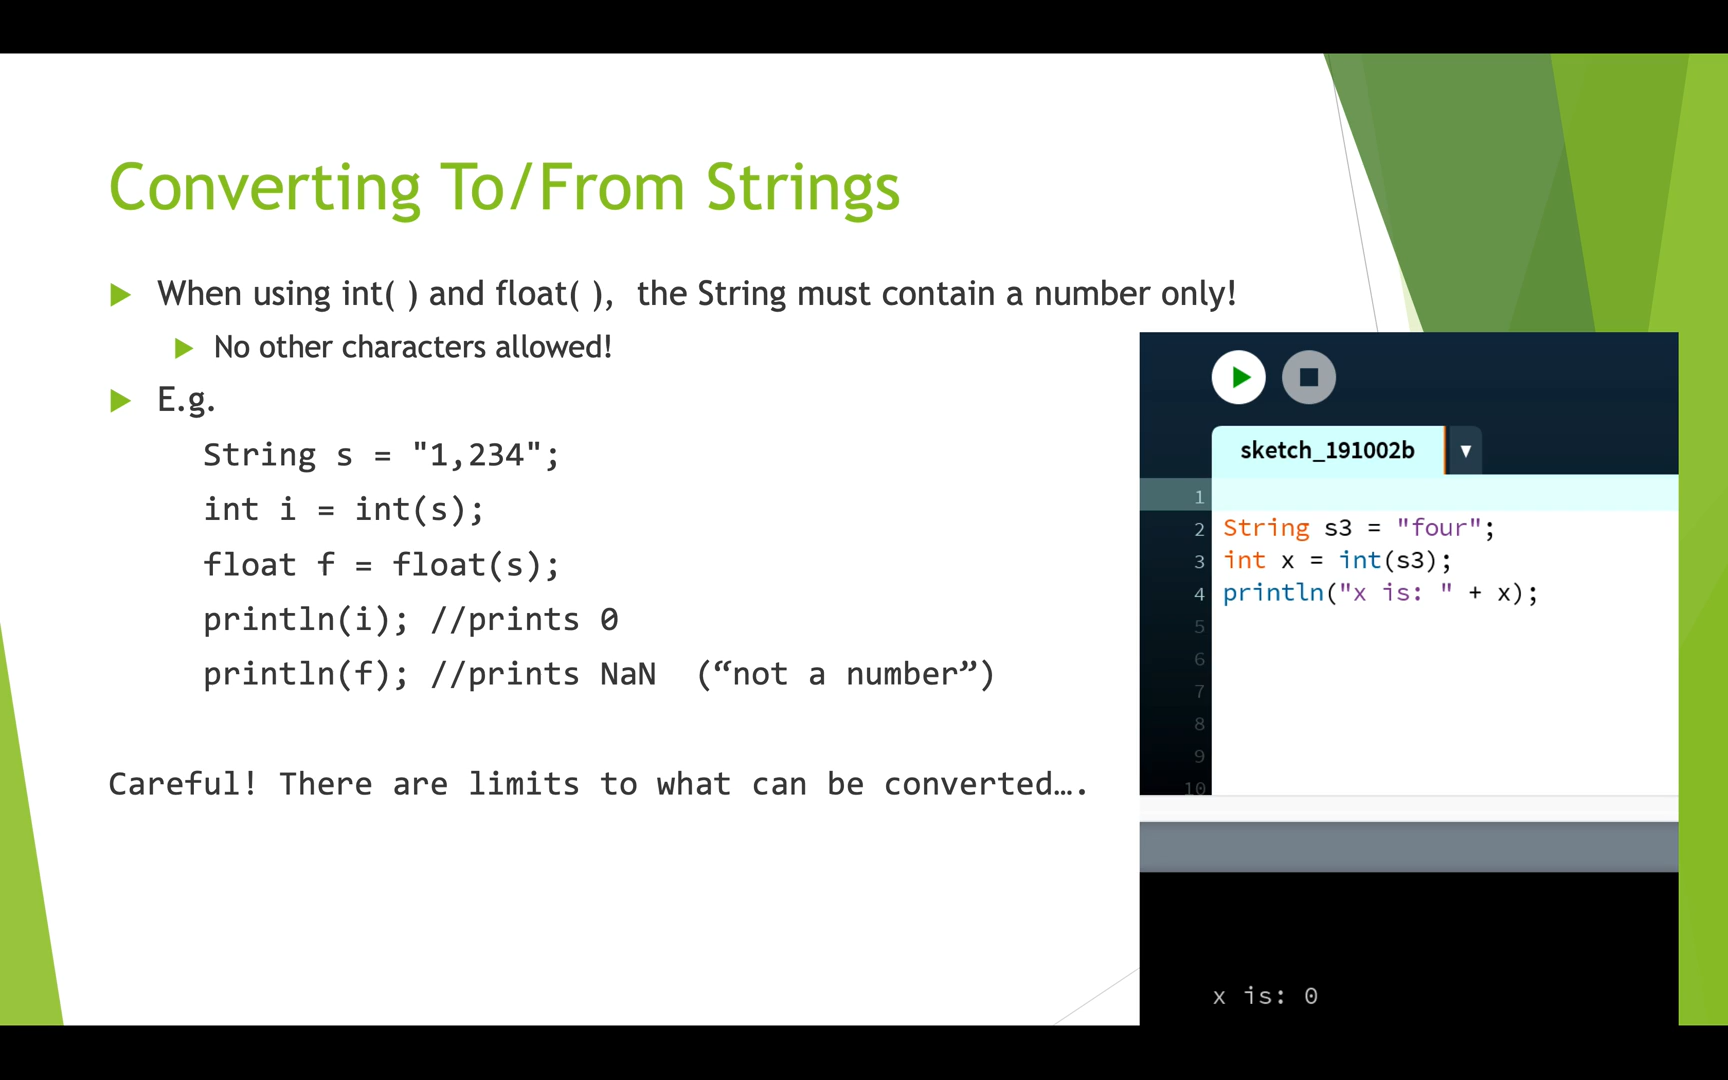 Converting To/From Strings
When using int( ) and float( ),  the String must contain a number only!
No other characters allowed!
E.g.
String s = "1,234";
int i = int(s);
float f = float(s);
println(i); //prints 0
println(f); //prints NaN  (“not a number”)
Careful! There are limits to what can be converted….
sketch_191002b
1
2 String s3 = "four";
3 int x = int(s3);
4 println("x is: " + x);
5
6
7
8
9
10
x is: 0